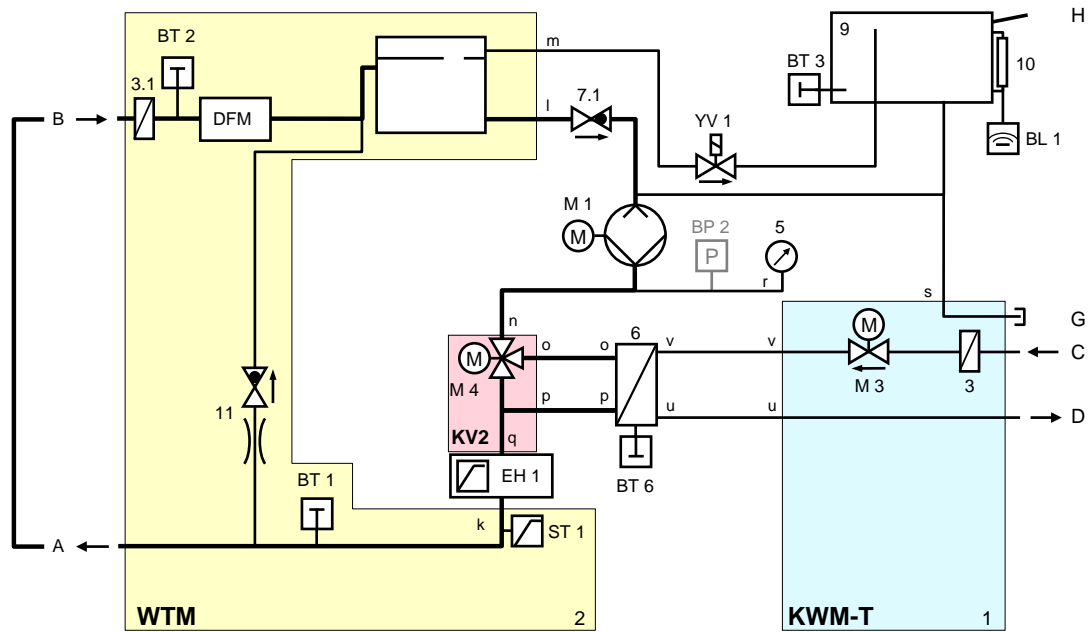 H
9
10
BT 3
BL 1
m
BT 2
3.1
DFM
B
l
7.1
YV 1
M 1
M
BP 2
P
5
r
s
G
n
M
6
M
o
o
v
v
C
M 4
M 3
3
p
p
u
u
D
11
KV2
q
EH 1
BT 6
BT 1
k
ST 1
A
WTM
2
KWM-T
1